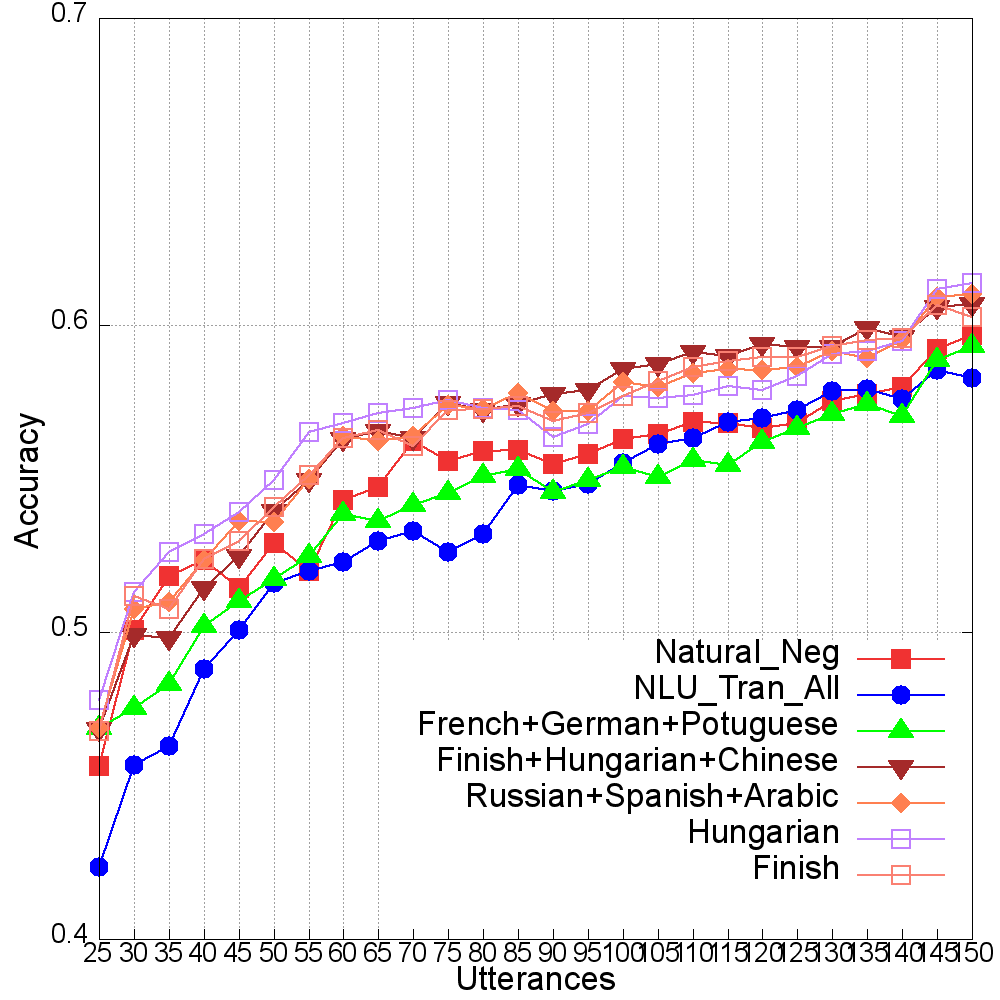 0.7
0.6
0.5
0.4
Accuracy
Natural_Neg
NLU_Tran_All
French+German+Potuguese
Finish+Hungarian+Chinese
Russian+Spanish+Arabic
Hungarian
Finish
25 30 35 40 45 50 55 60 65 70 75 80 85 90 95 100 105 110 115 120 125 130 135 140 145 150
Utterances